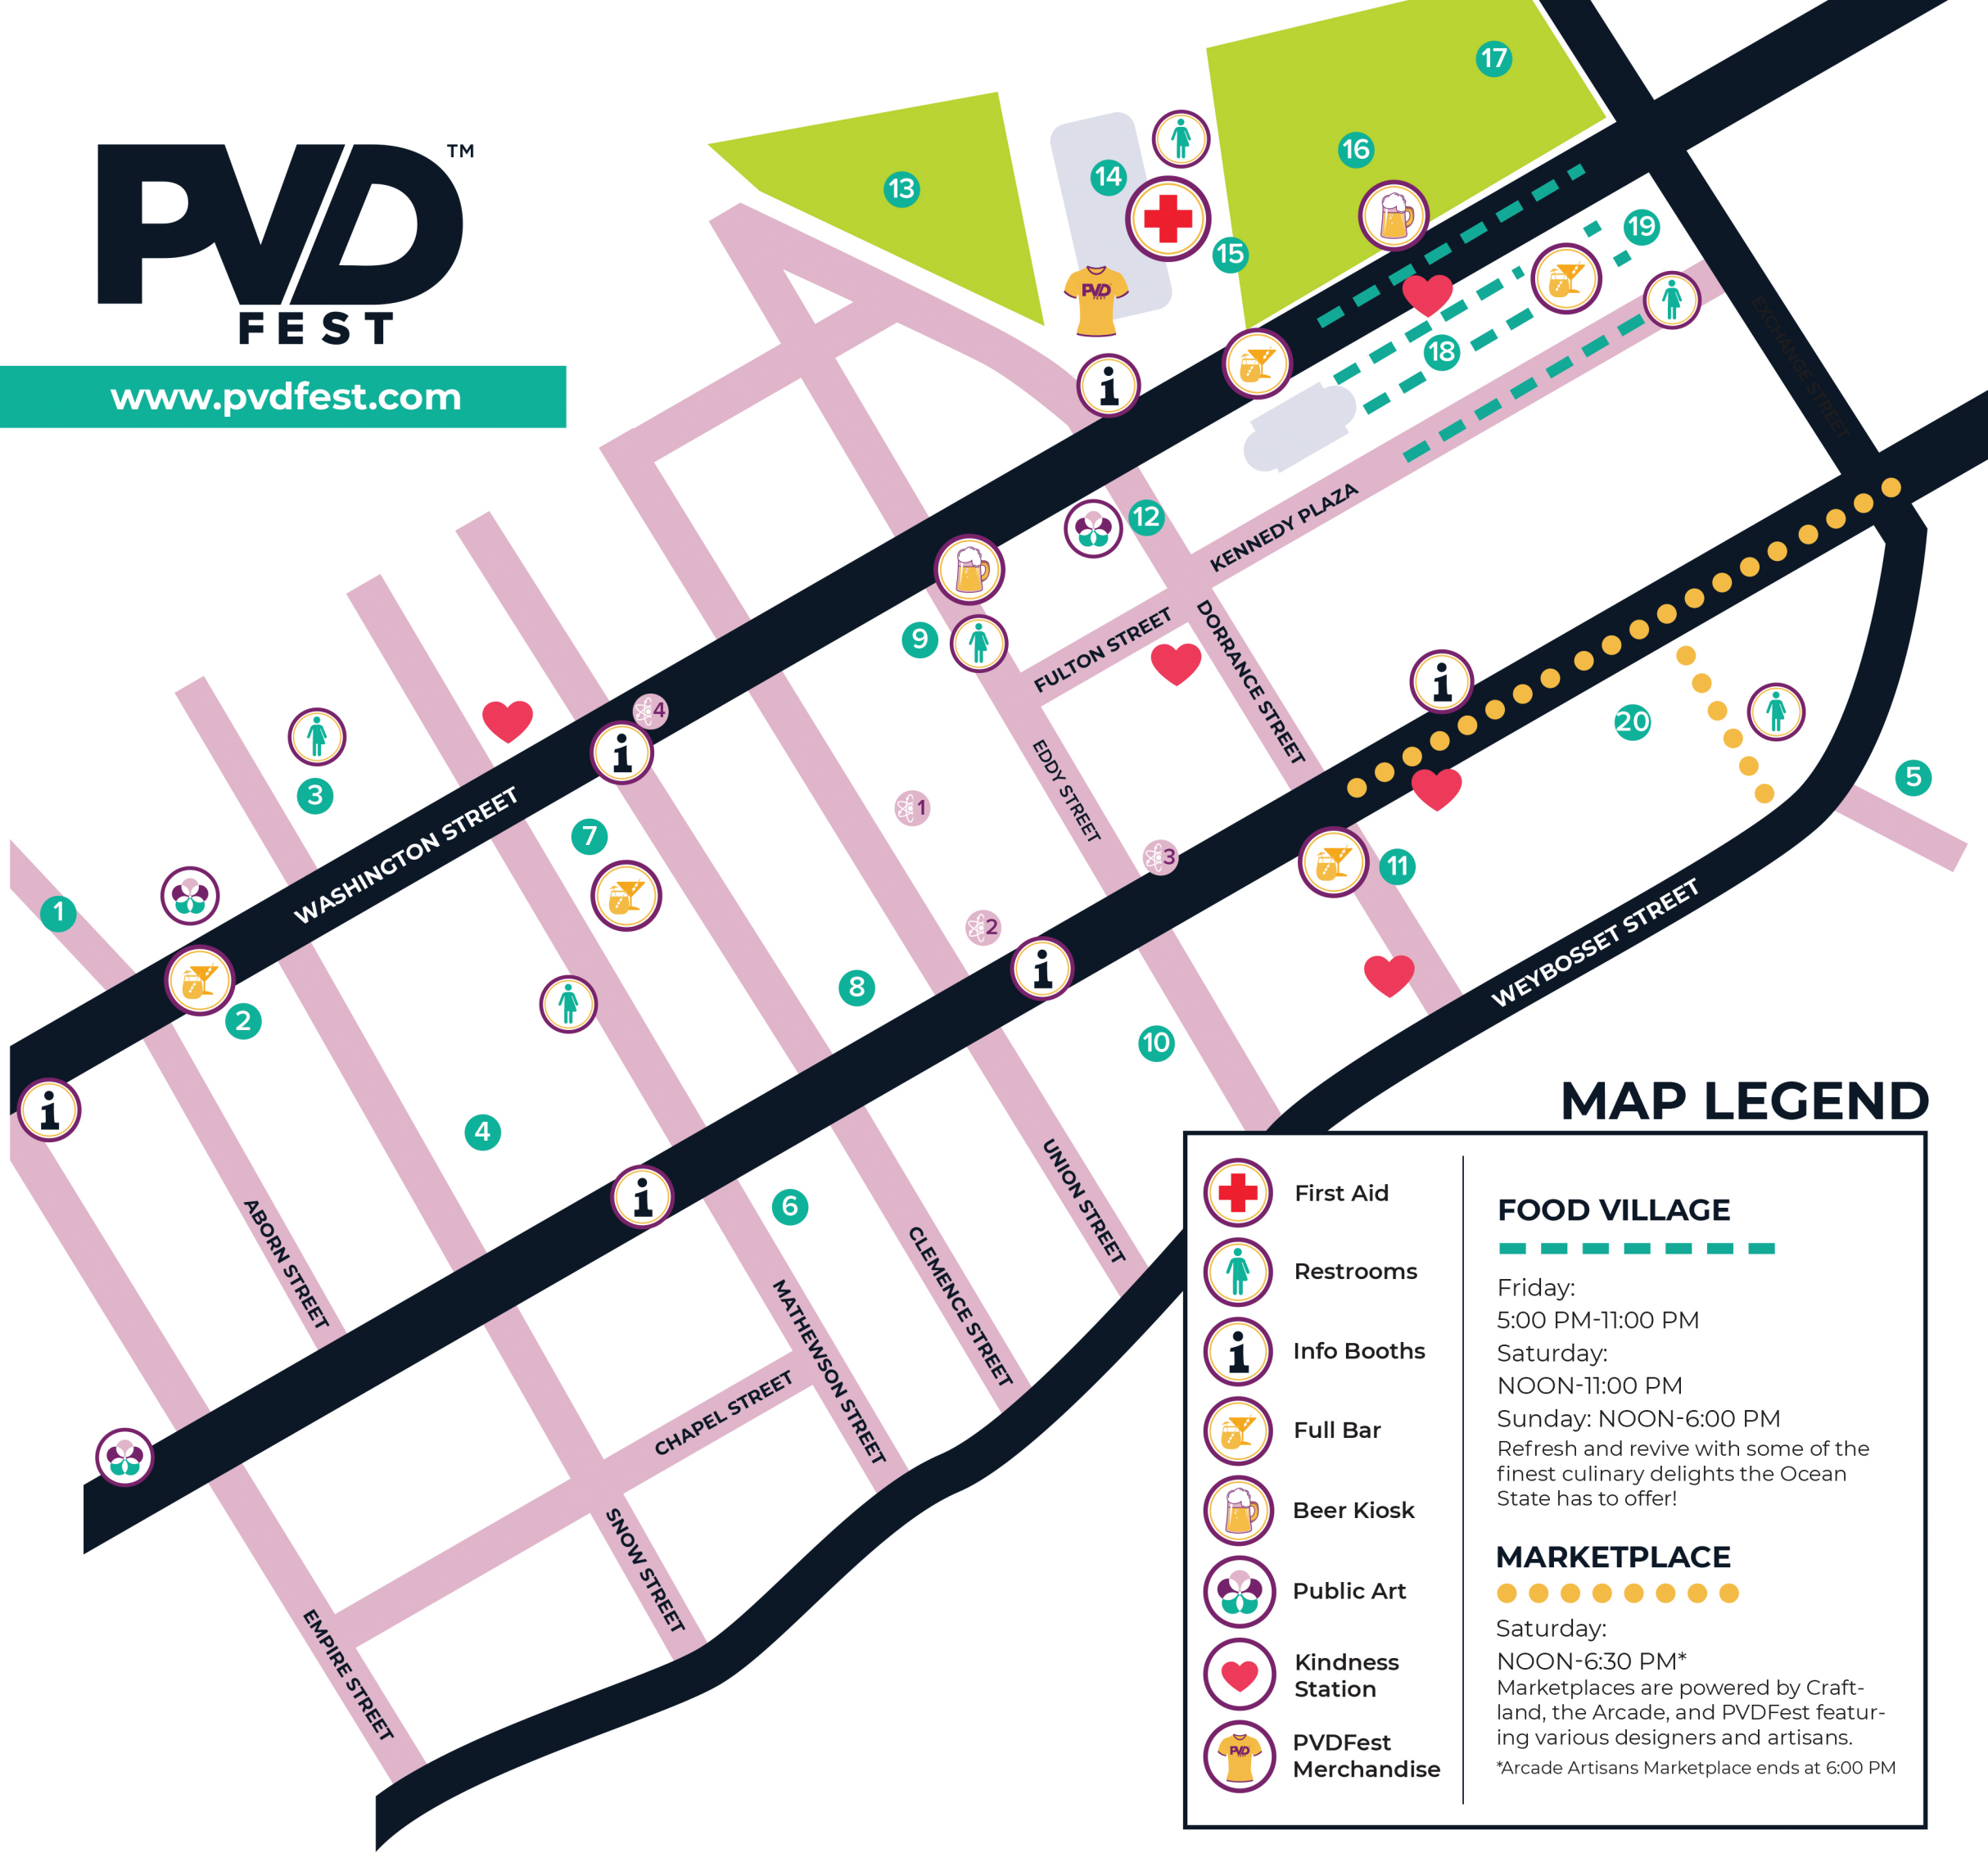 PVD™
FEST
www.pvdfest.com
17
16
13
14
15
19
18
EXCHANGE STREET
12
KENNEDY PLAZA
9
FULTON STREET
DORRANCE STREET
4
3
WASHINGTON STREET
7
1
EDDY STREET
20
5
3
11
1
2
2
8
10
WEYBOSSET STREET
4
6
ABORN STREET
UNION STREET
CLEMENCE STREET
MATHEWSON STREET
CHAPEL STREET
SNOW STREET
EMPIRE STREET
MAP LEGEND
First Aid
Restrooms
Info Booths
Full Bar
Beer Kiosk
Public Art
Kindness
Station
PVDFest
Merchandise
FOOD VILLAGE
Friday:
5:00 PM-11:00 PM
Saturday:
NOON-11:00 PM
Sunday: NOON-6:00 PM
Refresh and revive with some of the
finest culinary delights the Ocean
State has to offer!
MARKETPLACE
Saturday:
NOON-6:30 PM*
Marketplaces are powered by Craft-
land, the Arcade, and PVDFest featur-
ing various designers and artisans.
*Arcade Artisans Marketplace ends at 6:00 PM